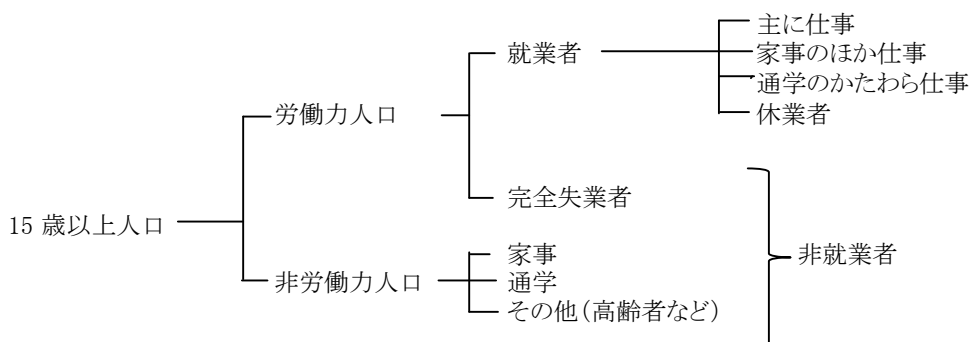 主に仕事
就業者
家事のほか仕事
通学のかたわら仕事
労働力人口
休業者
完全失業者
15 歳以上人口
家事
非就業者
非労働力人口
通学
その他（高齢者など）